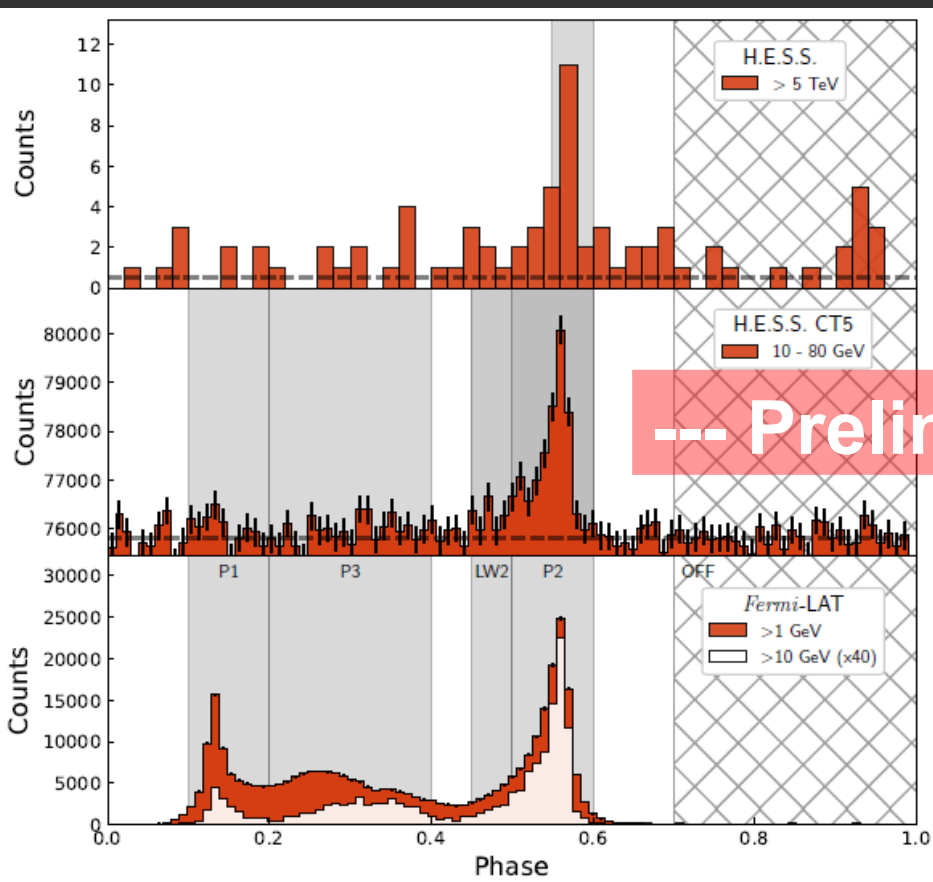 12
10
8
6
4
2
0
Counts
H.E.S.S.
> 5 TeV
80000
79000
78000
77000
76000
Counts
H.E.S.S. CT5
10 - 80 GeV
--- Prelin
30000
25000
20000
15000
10000
5000
0
Counts
P1 P3 LW2 P2 OFF
Fermi-LAT
>1 GeV
>10 GeV (x40)
0.0 0.2 0.4 0.6 0.8 1.0
Phase